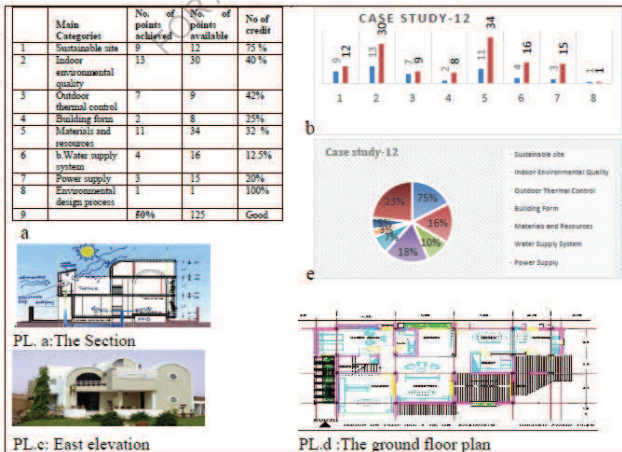 FOR
Main Categories No. of points achieved No. of points available No of credit
1 Sustainable site 9 12 75 %
2 Indoor environmental quality 13 30 40 %
3 Outdoor thermal control 7 9 42%
4 Building form 2 8 25%
5 Materials and resources 11 34 32 %
6 b.Water supply system 4 16 12.5%
7 Power supply 3 15 20%
8 Environmental design process 1 1 100%
9 50% 125 Good
a
CASE STUDY-12
9 12 13 30 7 9 2 8 11 34 4 16 3 15 1 1
1 2 3 4 5 6 7 8
b
Case study-12
75%
16%
10%
18%
7%
23%
Sustainable site
Indoor Environmental Quality
Outdoor Thermal Control
Building Form
Materials and Resources
Water Supply System
Power Supply
e
PL. a:The Section
PL.c: East elevation
PL.d :The ground floor plan